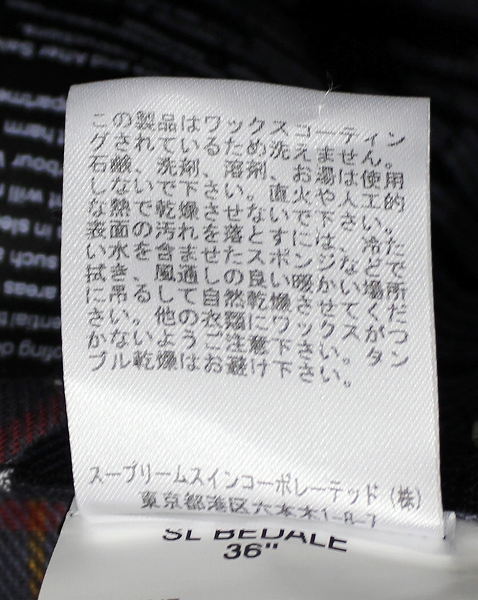 この製品はワックスコーティン
グされているため洗えません。
石鹸、洗剤、溶剤、お湯は使用
しないで下さい。直火や人工的
な熱で乾燥させないで下さい。
表面の汚れを落とすには、冷た
い水を含ませたスポンジなどで
拭き、風通しの良い暖かい場所
に吊るして自然乾燥させてくだ
さい。他の衣類にワックスがつ
かないようご注意下さい。タン
ブル乾燥はお避け下さい。
スープリームスインコーポレーテッド（株）
東京都港区六本木1-8-7
SL BEDALE
36"